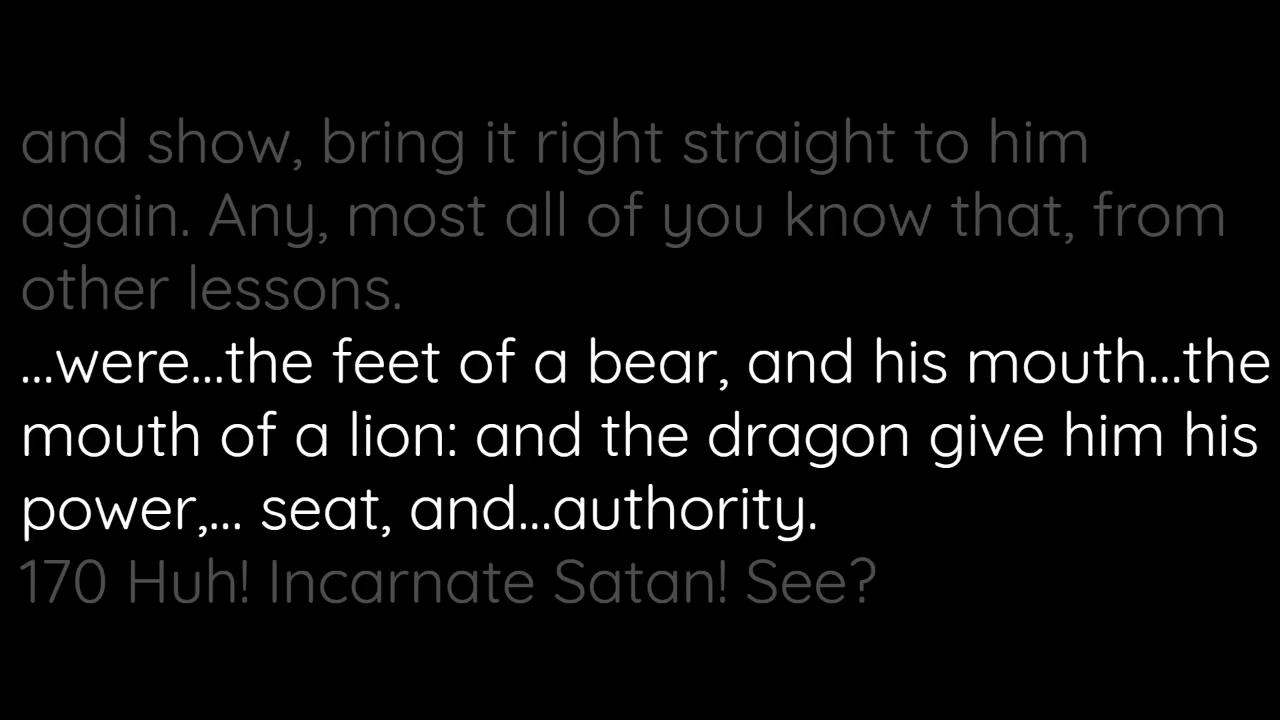 and show, bring it right straight to him
again. Any, most all of you know that, from
other lessons.
...were...the feet of a bear, and his mouth...the
mouth of a lion: and the dragon give him his
power,... seat, and...authority.
170 Huh! Incarnate Satan! See?